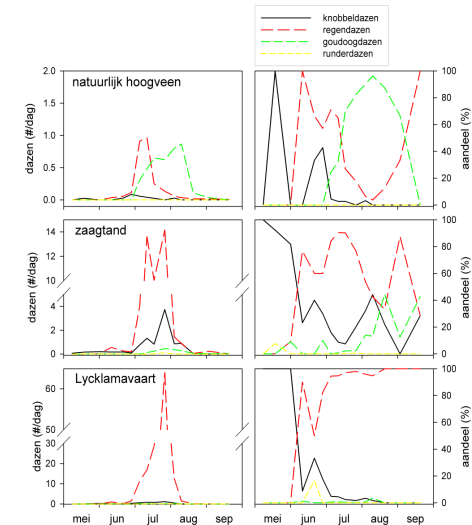 knobbeldazen
regendazen
goudoogdazen
runderdazen
natuurlijk hoogveen
dazen (#/dag)
2.0
1.5
1.0
0.5
0.0
100
80
60
40
20
0
aandeel (%)
zaagtand
dazen (#/dag)
14
12
10
4
2
0
100
80
60
40
20
0
aandeel (%)
Lycklamavaart
dazen (#/dag)
60
50
30
20
10
0
100
80
60
40
20
0
aandeel (%)
mei jun jul aug sep
mei jun jul aug sep